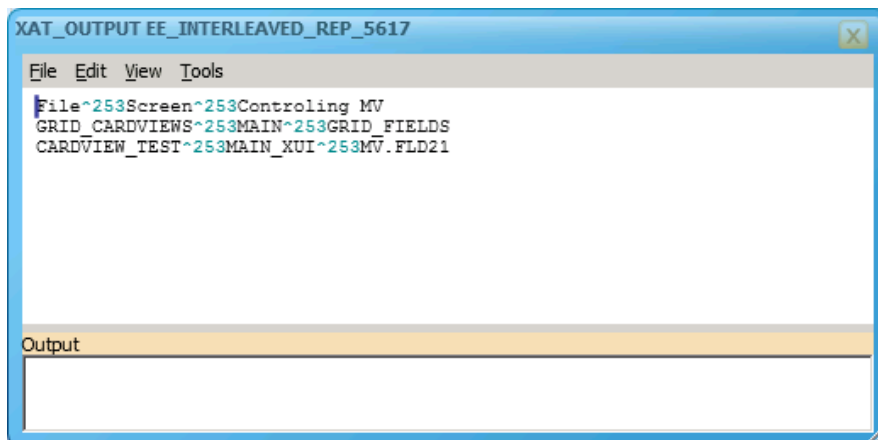 XAT_OUTPUT EE_INTERLEAVED_REP_5617
X
File Edit View Tools
File^253Screen^253Controling MV
GRID_CARDVIEWS^253MAIN^253GRID_FIELDS
CARDVIEW_TEST^253MAIN_XUI^253MV.FLD21
Output